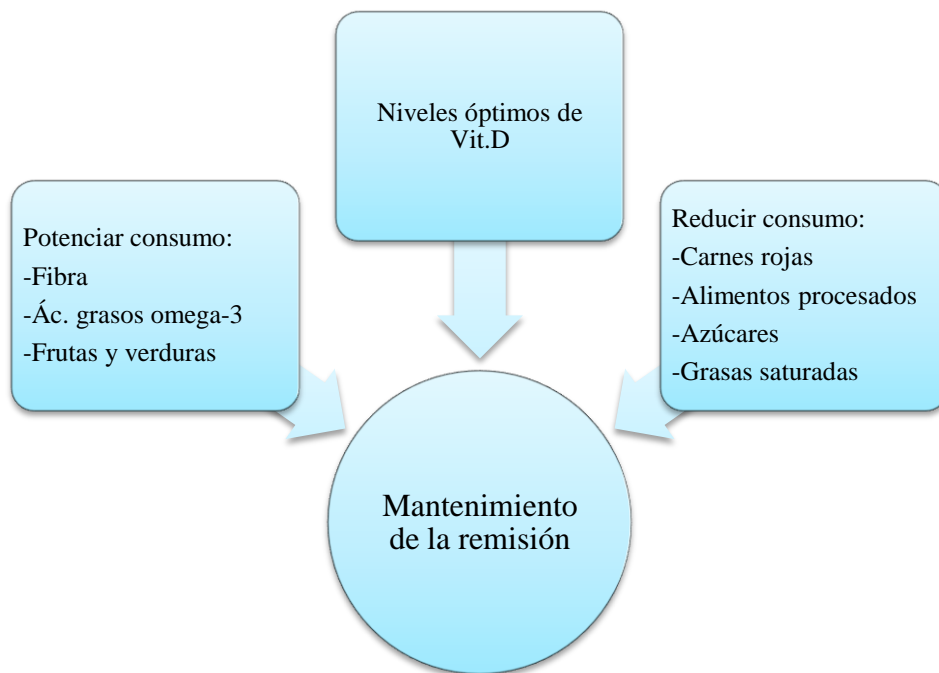 Niveles óptimos de
Vit.D
Potenciar consumo:
-Fibra
-Ác. grasos omega-3
-Frutas y verduras
Reducir consumo:
-Carnes rojas
-Alimentos procesados
-Azúcares
-Grasas saturadas
Mantenimiento
de la remisión